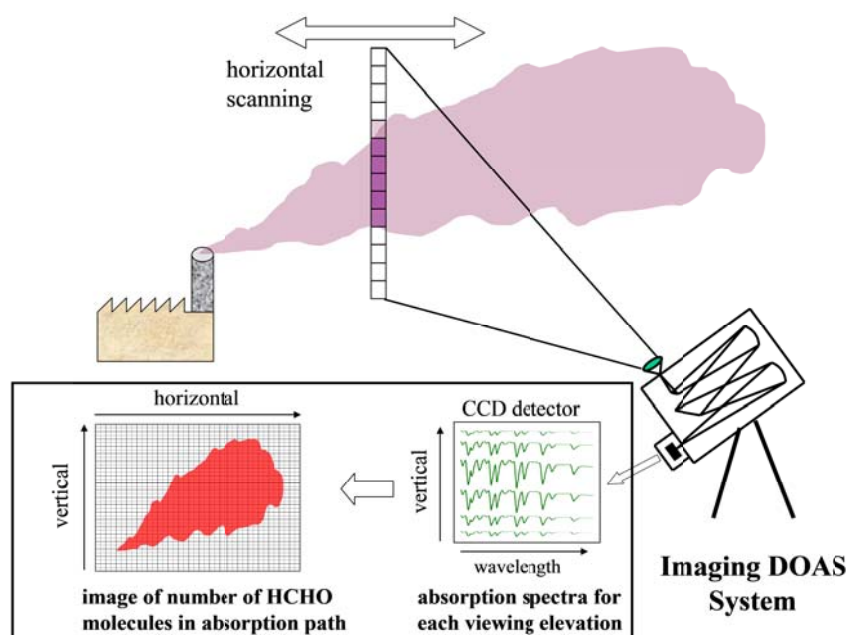 horizontal
scanning
horizontal
vertical
image of number of HCHO
molecules in absorption path
CCD detector
vertical
wavelength
absorption spectra for
each viewing elevation
Imaging DOAS
System